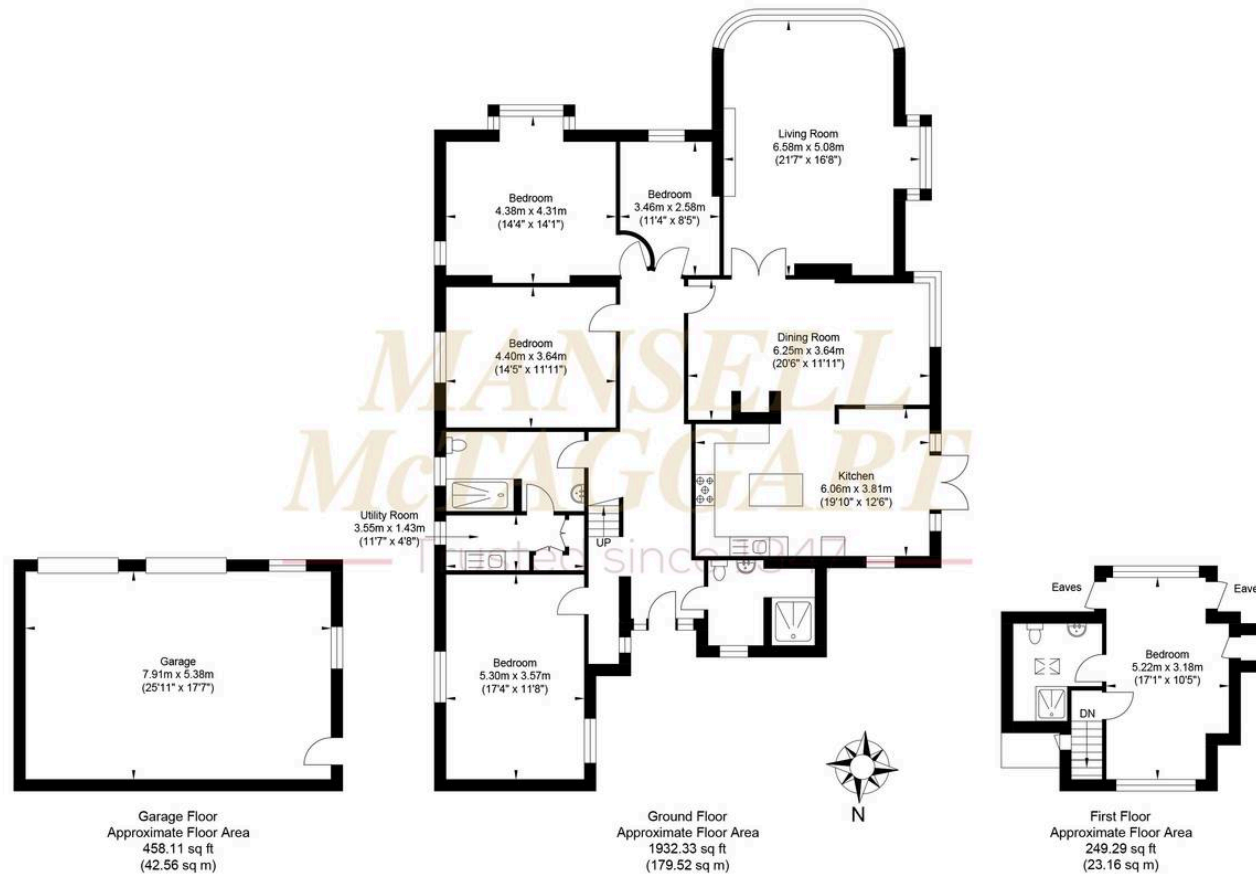 Living Room
6.58m x 5.08m
(21'7" x 16'8")
Bedroom
4.38m x 4.31m
(14'4" x 14'1")
Bedroom
3.46m x 2.58m
(11'4" x 8'5")
Bedroom
4.40m x 3.64m
(14'5" x 11'11")
Dining Room
6.25m x 3.64m
(20'6" x 11'11")
MANSELL
McTAGGART
Trusted since 1947
Kitchen
6.06m x 3.81m
(19'10" x 12'6")
Utility Room
3.55m x 1.43m
(11'7" x 4'8")
UP
Garage
7.91m x 5.38m
(25'11" x 17'7")
Bedroom
5.30m x 3.57m
(17'4" x 11'8")
Eaves
Eave
Bedroom
5.22m x 3.18m
(17'1" x 10'5")
DN
N
Garage Floor
Approximate Floor Area
458.11 sq ft
(42.56 sq m)
Ground Floor
Approximate Floor Area
1932.33 sq ft
(179.52 sq m)
First Floor
Approximate Floor Area
249.29 sq ft
(23.16 sq m)